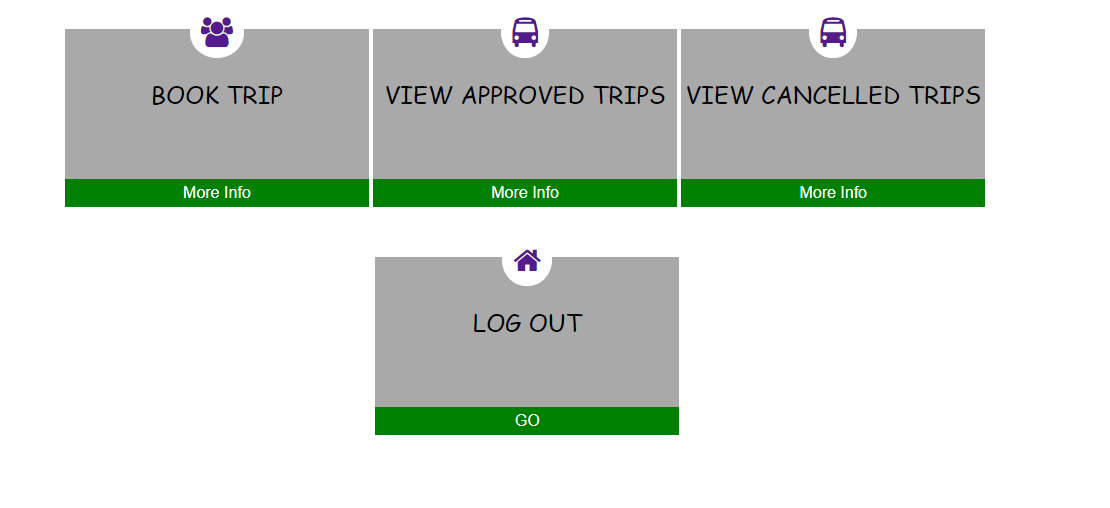 BOOK TRIP
VIEW APPROVED TRIPS
VIEW CANCELLED TRIPS
More Info
More Info
More Info
LOG OUT
GO